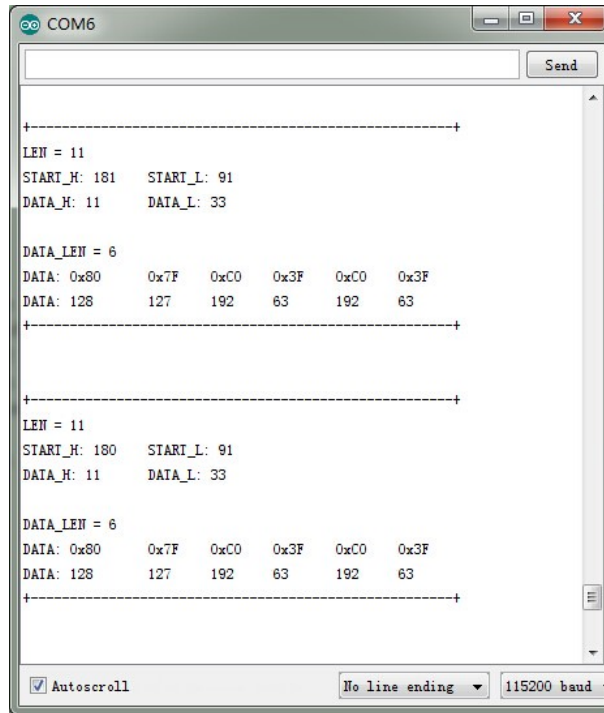 COM6
Send
+------------------------------------------------------+
LEN = 11
START_H: 181 START_L: 91
DATA_H: 11 DATA_L: 33
DATA_LEN = 6
DATA: 0x80 0x7F 0xC0 0x3F 0xC0 0x3F
DATA: 128 127 192 63 192 63
+------------------------------------------------------+
+------------------------------------------------------+
LEN = 11
START_H: 180 START_L: 91
DATA_H: 11 DATA_L: 33
DATA_LEN = 6
DATA: 0x80 0x7F 0xC0 0x3F 0xC0 0x3F
DATA: 128 127 192 63 192 63
+------------------------------------------------------+
Autoscroll No line ending 115200 baud